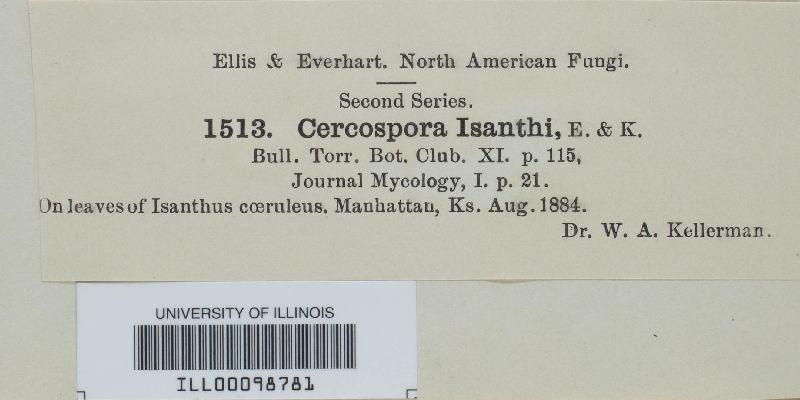 Ellis & Everhart. North American Fungi.
Second Series.
1513. Cercospora Isanthi, E. & K.
Bull. Torr. Bot. Club. XI. p. 115,
Journal Mycology, I. p. 21.
On leaves of Isanthus cœruleus. Manhattan, Ks. Aug. 1884.
Dr. W. A. Kellerman.
UNIVERSITY OF ILLINOIS
ILL00098781